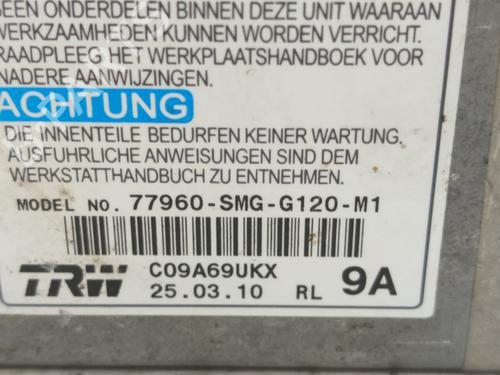 GEEN ONDERDELEN BINNEN DEZE UNIT WAARAAN
WERKZAAMHEDEN KUNNEN WORDEN VERRICHT.
RAADPLEEG HET WERKPLAATSHANDBOEK VOOR
NADERE AANWIJZINGEN.
ACHTUNG
DIE INNENTEILE BEDURFEN KEINER WARTUNG.
AUSFUHRLICHE ANWEISUNGEN SIND DEM
WERKSTATTHANDBUCH ZU ENTNEHMEN.
MODEL NO. 77960-SMG-G120-M1
TRW C09A69UKX
25.03.10 RL 9A